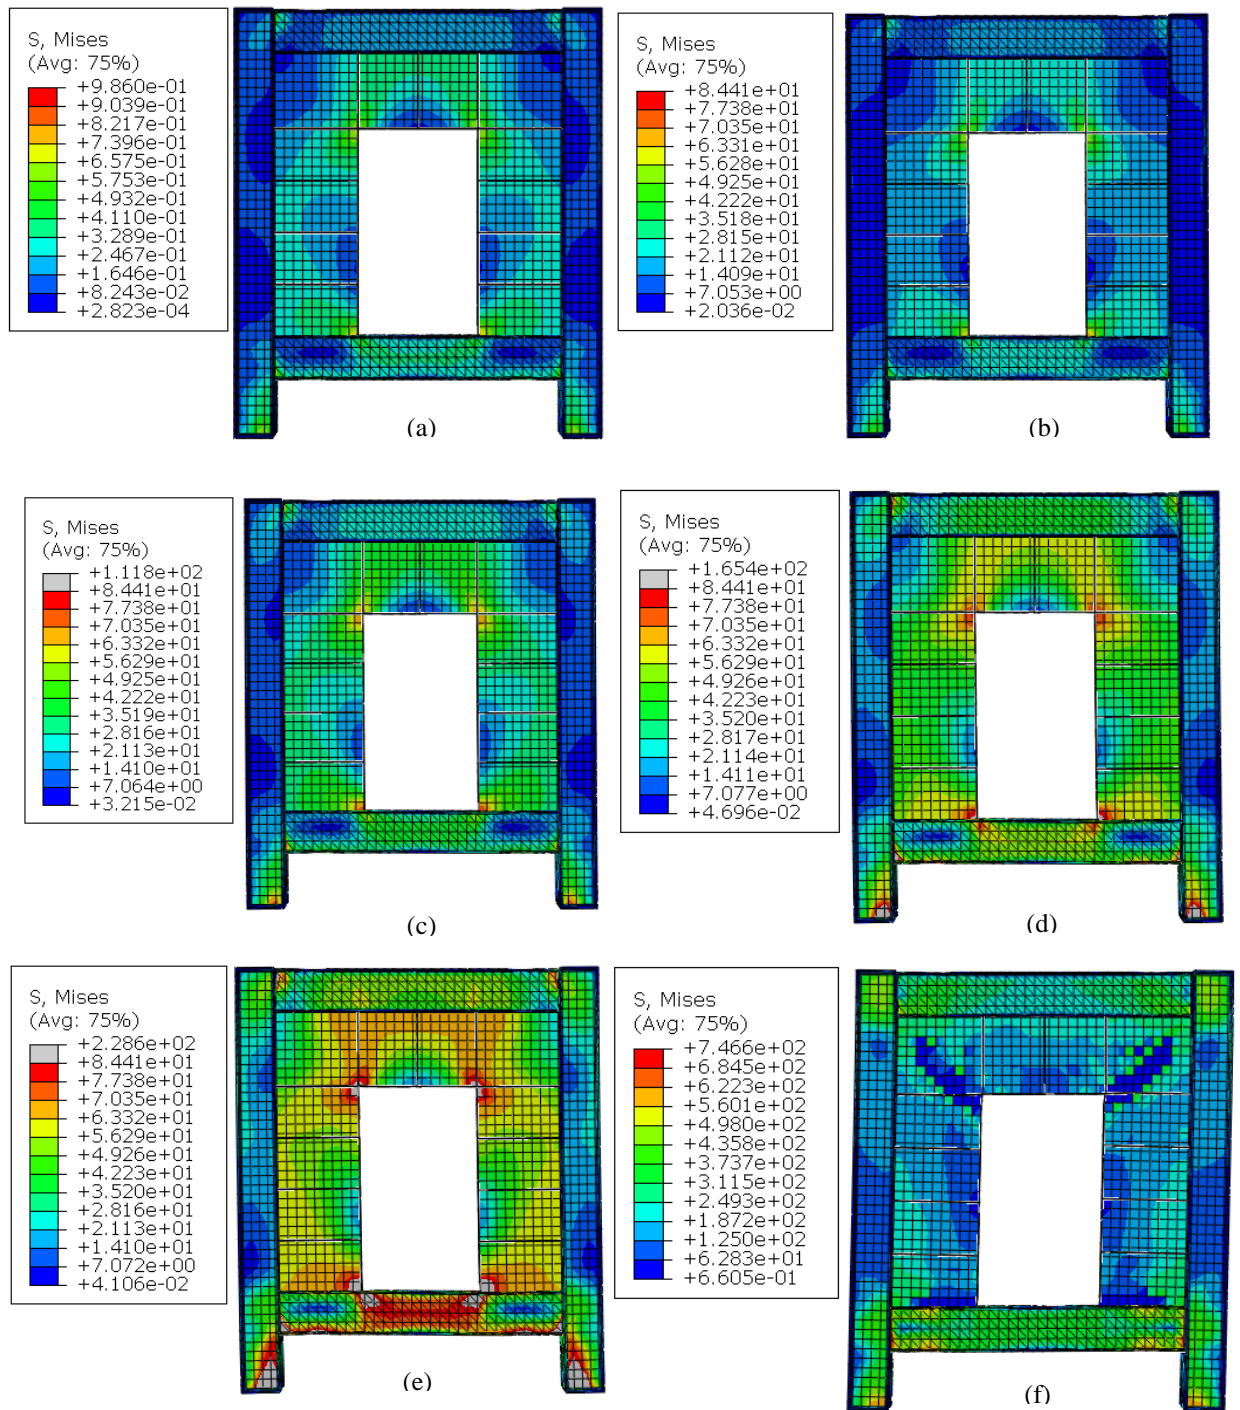 S, Mises
(Avg: 75%)
+9.860e-01
+9.039e-01
+8.217e-01
+7.396e-01
+6.575e-01
+5.753e-01
+4.932e-01
+4.110e-01
+3.289e-01
+2.467e-01
+1.646e-01
+8.243e-02
+2.823e-04
(a)
S, Mises
(Avg: 75%)
+8.441e+01
+7.738e+01
+7.035e+01
+6.331e+01
+5.628e+01
+4.925e+01
+4.222e+01
+3.518e+01
+2.815e+01
+2.112e+01
+1.409e+01
+7.053e+00
+2.036e-02
(b)
S, Mises
(Avg: 75%)
+1.118e+02
+8.441e+01
+7.738e+01
+7.035e+01
+6.332e+01
+5.629e+01
+4.925e+01
+4.222e+01
+3.519e+01
+2.816e+01
+2.113e+01
+1.410e+01
+7.064e+00
+3.215e-02
(c)
S, Mises
(Avg: 75%)
+1.654e+02
+8.441e+01
+7.738e+01
+7.035e+01
+6.332e+01
+5.629e+01
+4.926e+01
+4.223e+01
+3.520e+01
+2.817e+01
+2.114e+01
+1.411e+01
+7.077e+00
+4.696e-02
(d)
S, Mises
(Avg: 75%)
+2.286e+02
+8.441e+01
+7.738e+01
+7.035e+01
+6.332e+01
+5.629e+01
+4.926e+01
+4.223e+01
+3.520e+01
+2.816e+01
+2.113e+01
+1.410e+01
+7.072e+00
+4.106e-02
(e)
S, Mises
(Avg: 75%)
+7.466e+02
+6.845e+02
+6.223e+02
+5.601e+02
+4.980e+02
+4.358e+02
+3.737e+02
+3.115e+02
+2.493e+02
+1.872e+02
+1.250e+02
+6.283e+01
+6.605e-01
(f)